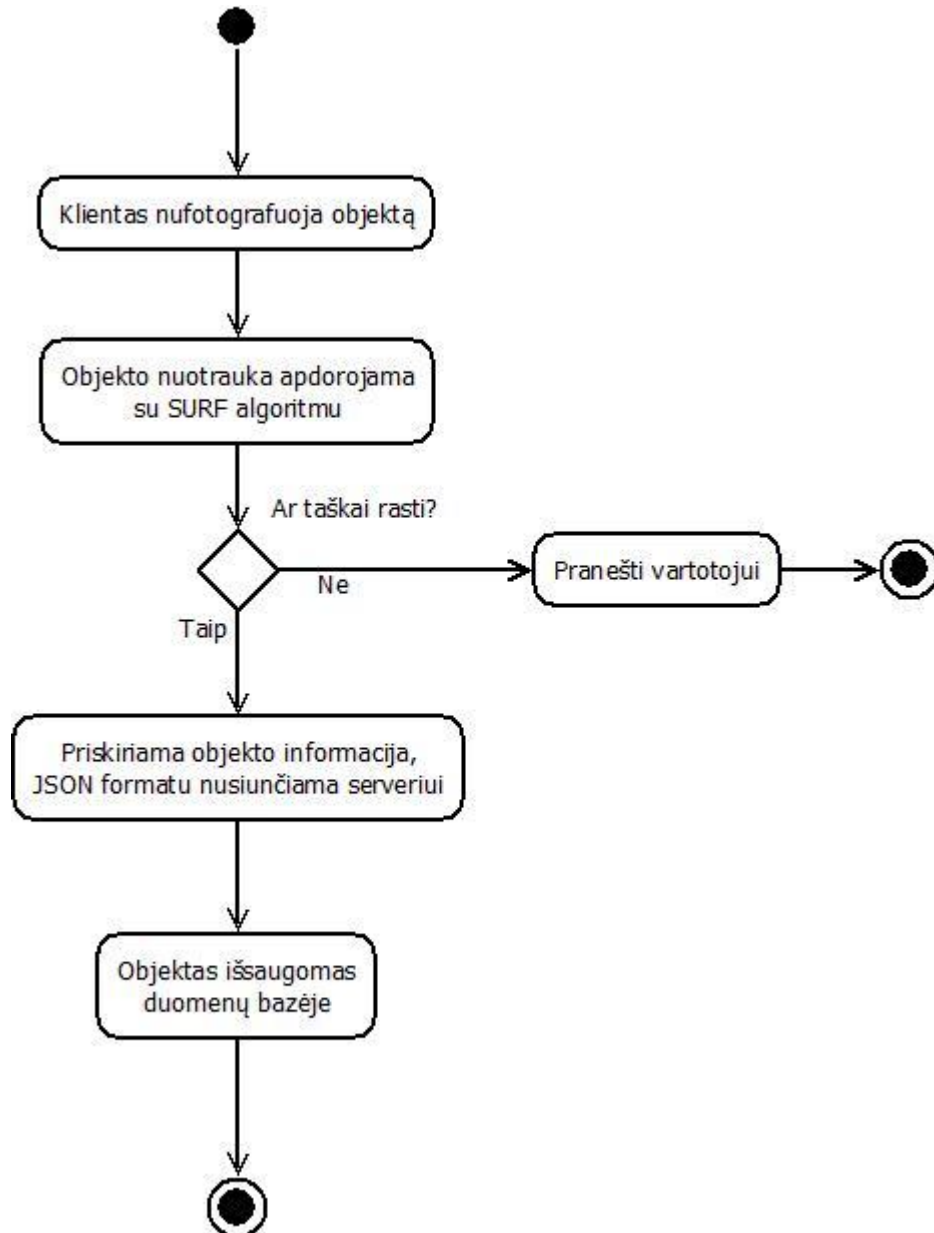 Klientas nufotografuoja objektą
Objekto nuotrauka apdorojama
su SURF algoritmu
Ar taškai rasti?
Ne
Pranešti vartotojui
Taip
Priskiriama objekto informacija,
JSON formatu nusiunčiama serveriui
Objektas išsaugomas
duomenų bazėje